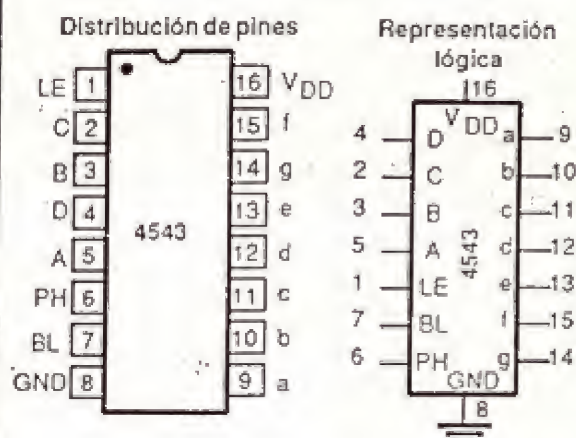 Distribución de pines
LE 1 16 VDD
C 2 15 f
B 3 14 g
D 4 13 e
4543
A 5 12 d
PH 6 11 c
BL 7 10 b
GND 8 9 a
Representación
lógica
16
VDD
4 D a 9
2 C b 10
3 B c 11
5 A d 12
4543
1 LE e 13
7 BL f 15
6 PH g 14
GND
8